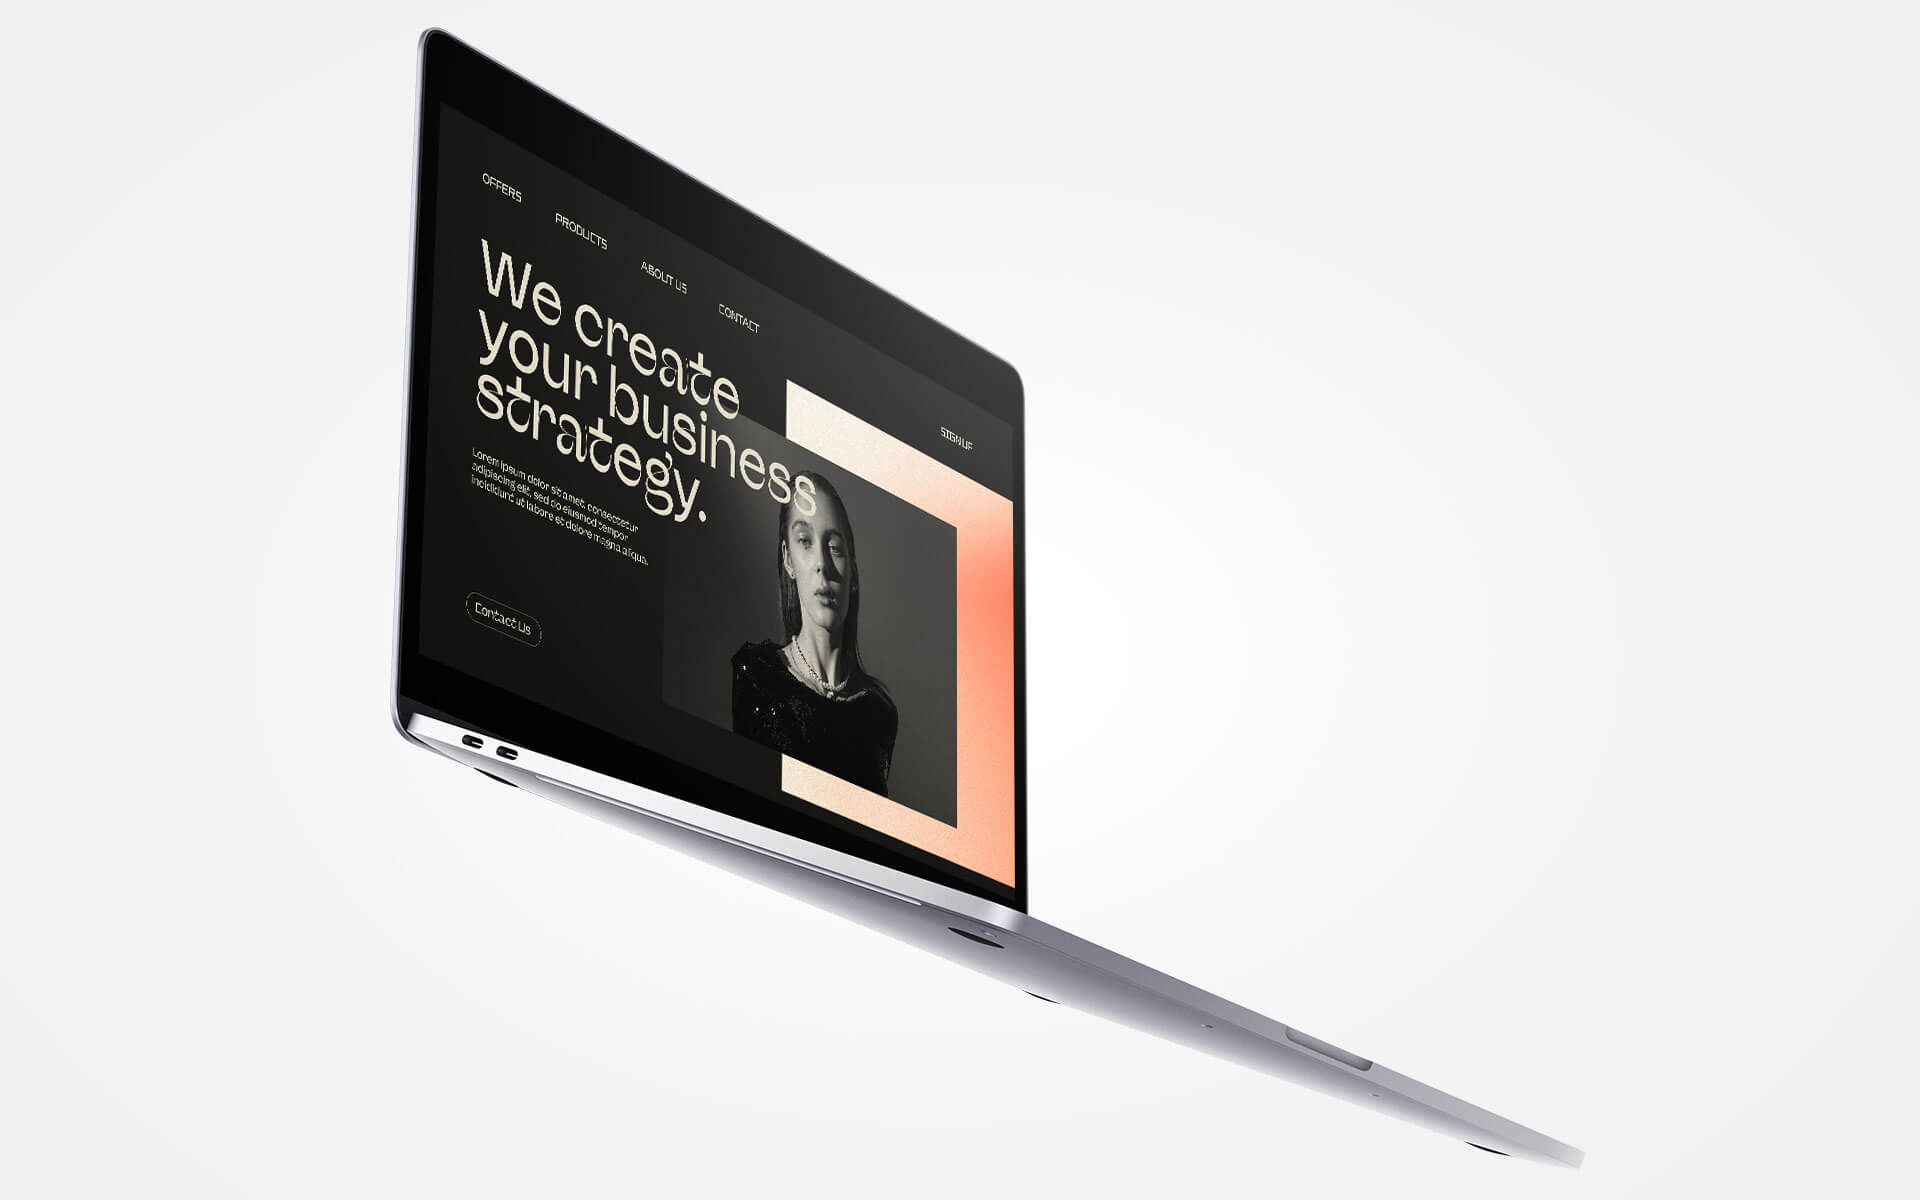 OFFERS
PRODUCTS
ABOUT US
CONTACT
SIGN UP
We create
your business
strategy.
Lorem ipsum dolor sit amet, consectetur
adipiscing elit, sed do eiusmod tempor
incididunt ut labore et dolore magna aliqua.
Contact Us